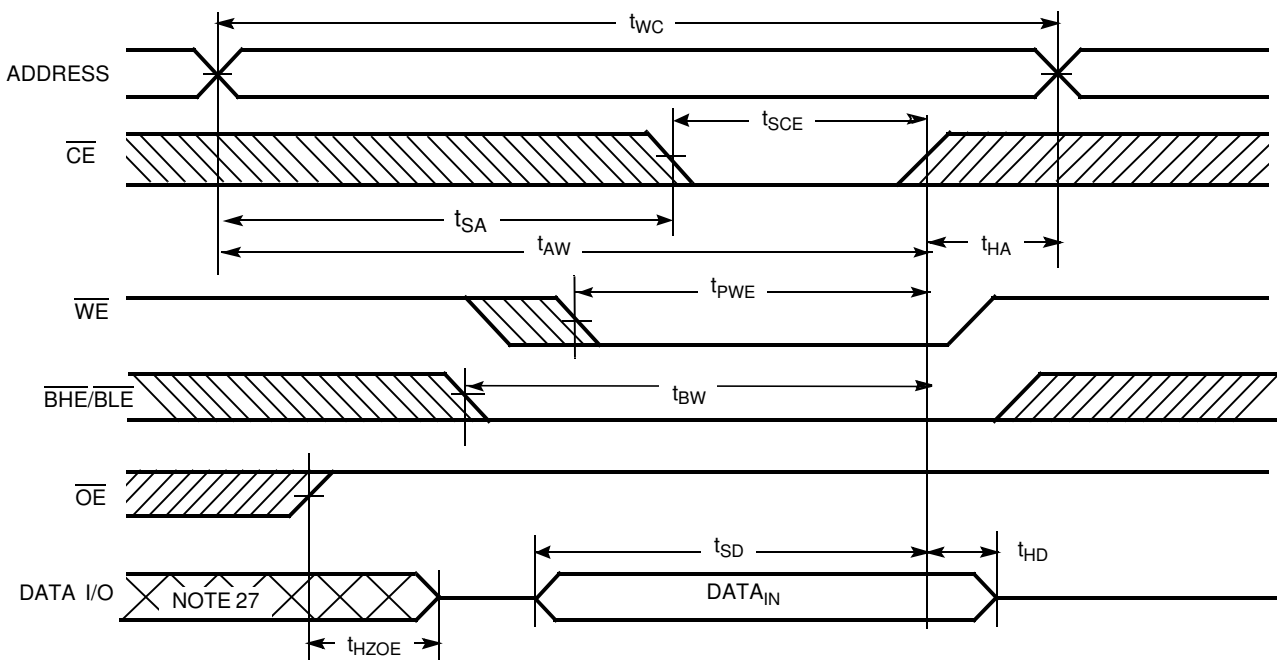 tWC
ADDRESS
tSCE
CE
tSA
tAW
tHA
tPWE
WE
tBW
BHE/BLE
OE
tSD
tHD
DATA I/O
NOTE 27
DATAIN
tHZOE